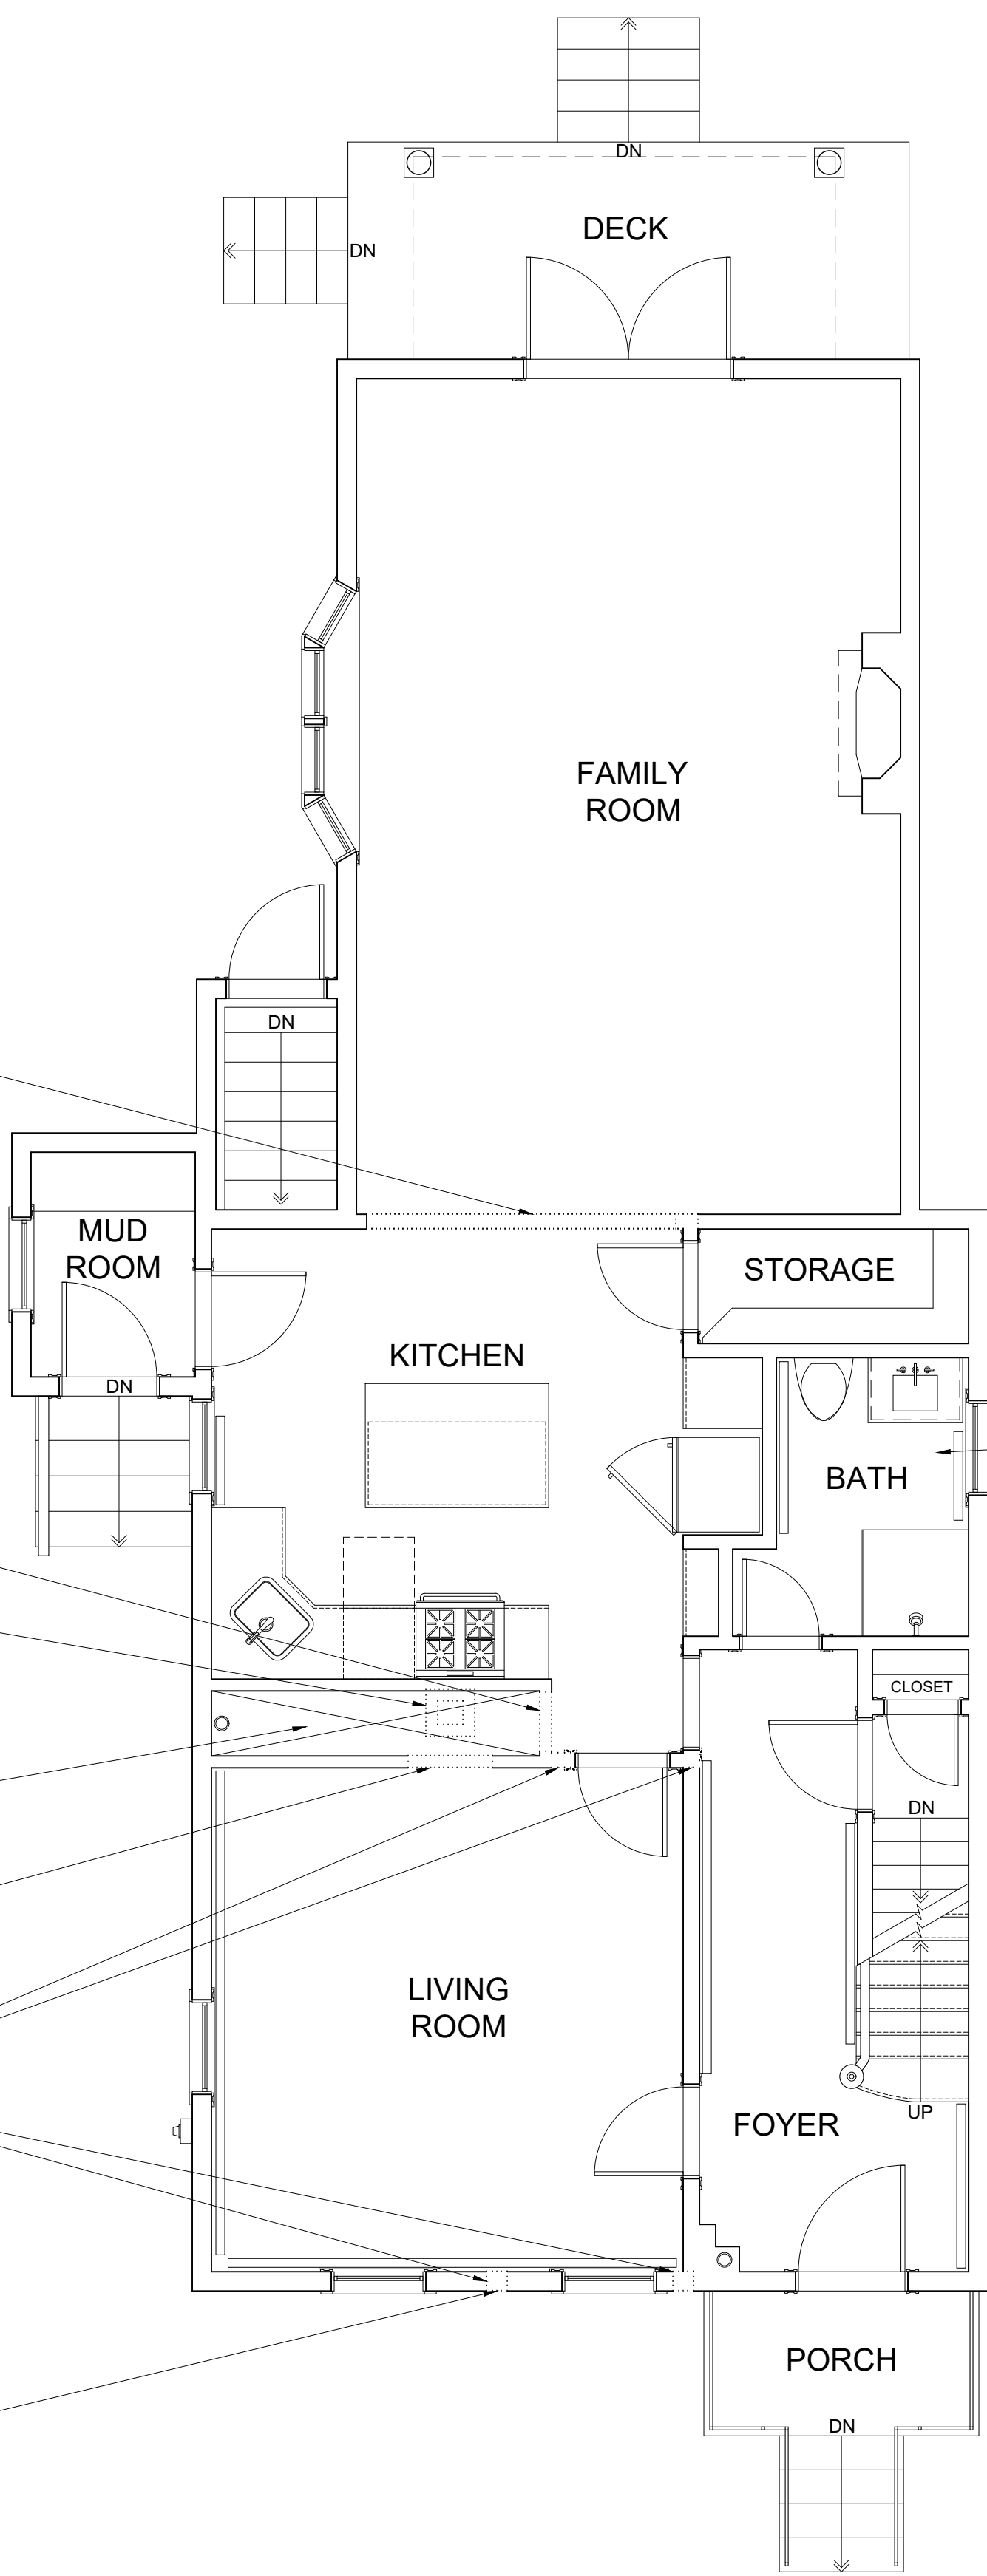 DN
DECK
DN
FAMILY
ROOM
DN
MUD
ROOM
STORAGE
KITCHEN
DN
BATH
CLOSET
DN
LIVING
ROOM
UP
FOYER
PORCH
DN